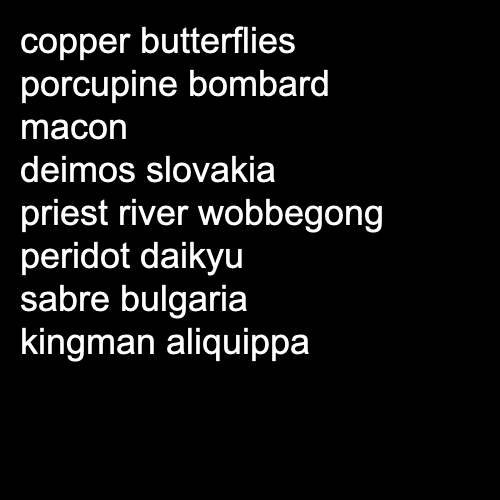 copper butterflies
porcupine bombard
macon
deimos slovakia
priest river wobbegong
peridot daikyu
sabre bulgaria
kingman aliquippa